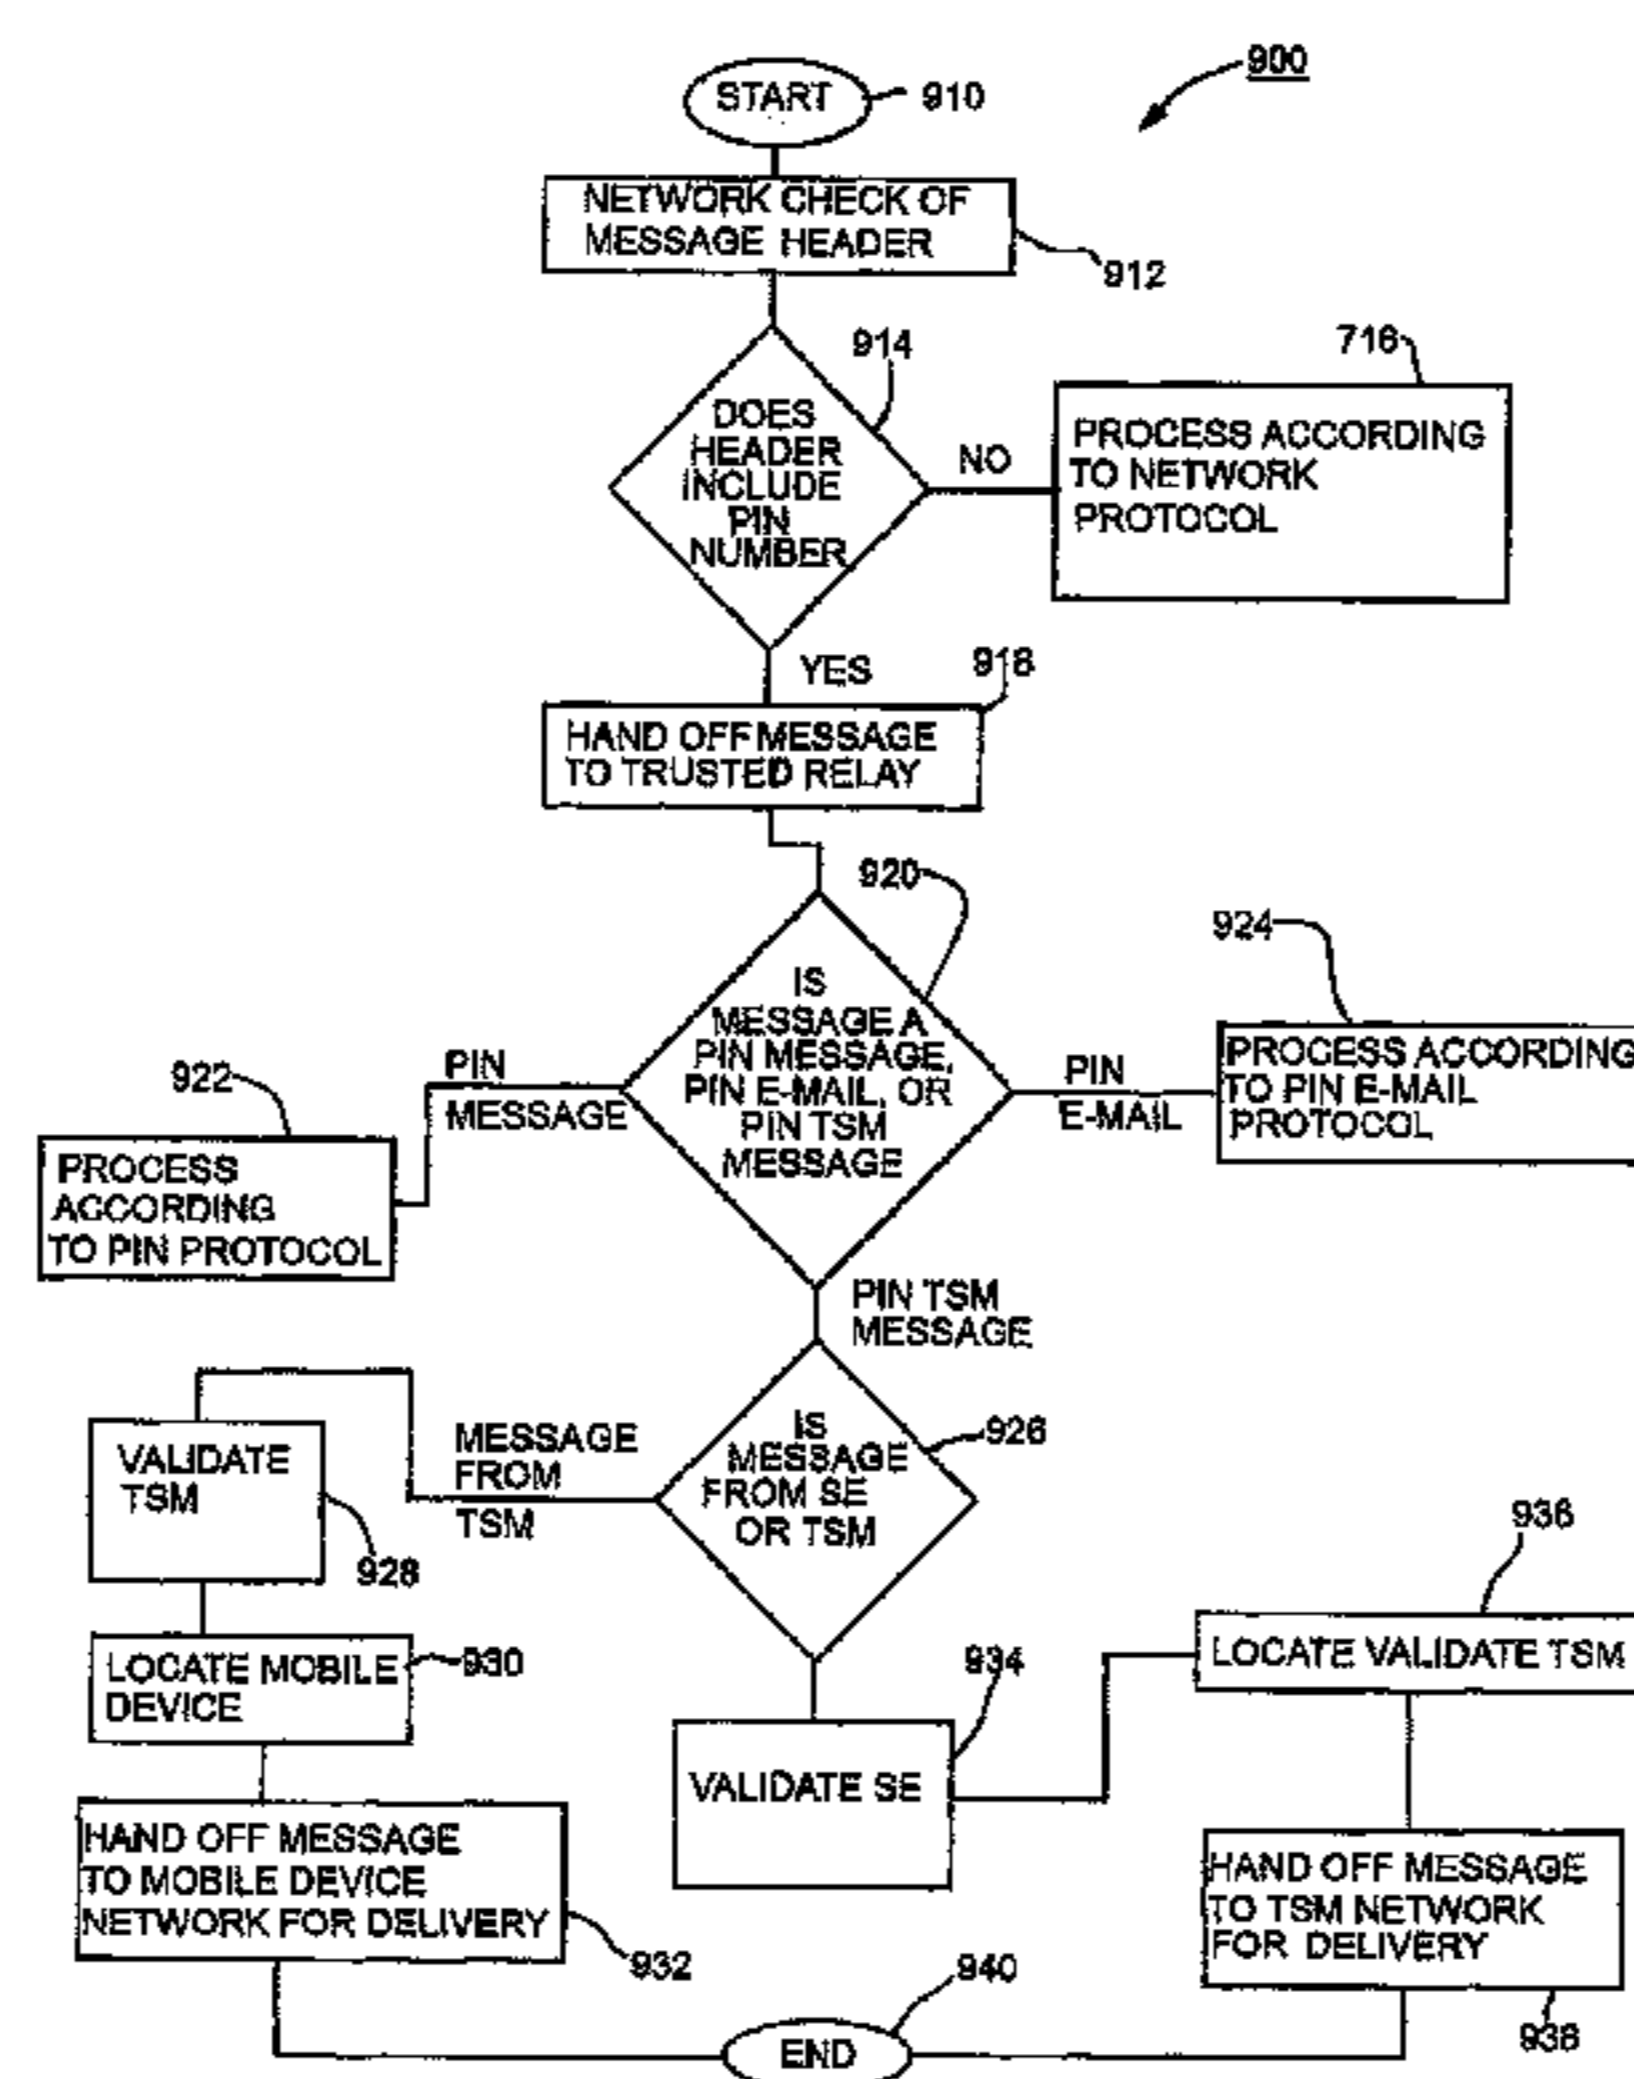 900
START
910
NETWORK CHECK OF
MESSAGE HEADER
912
914
DOES
HEADER
INCLUDE
PIN
NUMBER
NO
716
PROCESS ACCORDING
TO NETWORK
PROTOCOL
YES
918
HAND OFF MESSAGE
TO TRUSTED RELAY
920
IS
MESSAGE A
PIN MESSAGE,
PIN E-MAIL, OR
PIN TSM
MESSAGE
924
PIN
E-MAIL
PROCESS ACCORDING
TO PIN E-MAIL
PROTOCOL
922
PIN
MESSAGE
PROCESS
ACCORDING
TO PIN PROTOCOL
PIN TSM
MESSAGE
IS
MESSAGE
FROM SE
OR TSM
926
MESSAGE
FROM
TSM
VALIDATE
TSM
928
LOCATE MOBILE
DEVICE
930
HAND OFF MESSAGE
TO MOBILE DEVICE
NETWORK FOR DELIVERY
932
934
VALIDATE SE
936
LOCATE VALIDATE TSM
HAND OFF MESSAGE
TO TSM NETWORK
FOR DELIVERY
938
940
END